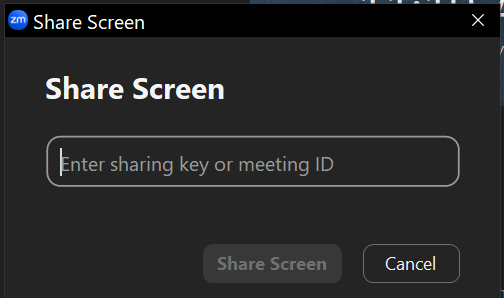 zm Share Screen
Share Screen
Enter sharing key or meeting ID
Share Screen Cancel